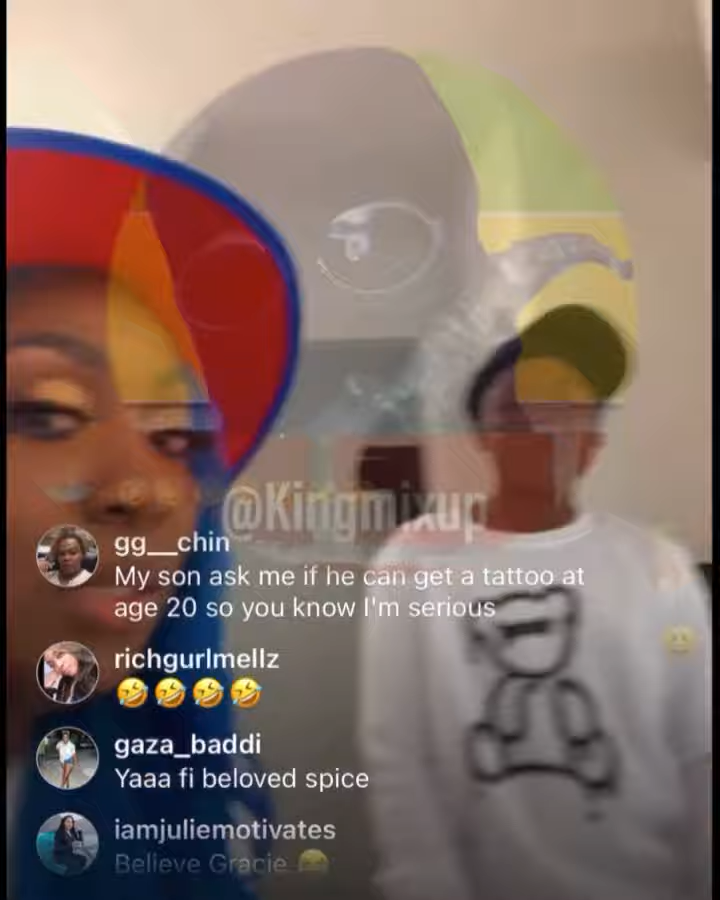 @Kingmixup
gg__chin
My son ask me if he can get a tattoo at
age 20 so you know I'm serious
richgurlmellz
🤣🤣🤣🤣
gaza_baddi
Yaaa fi beloved spice
iamjuliemotivates
Believe Gracie 😂